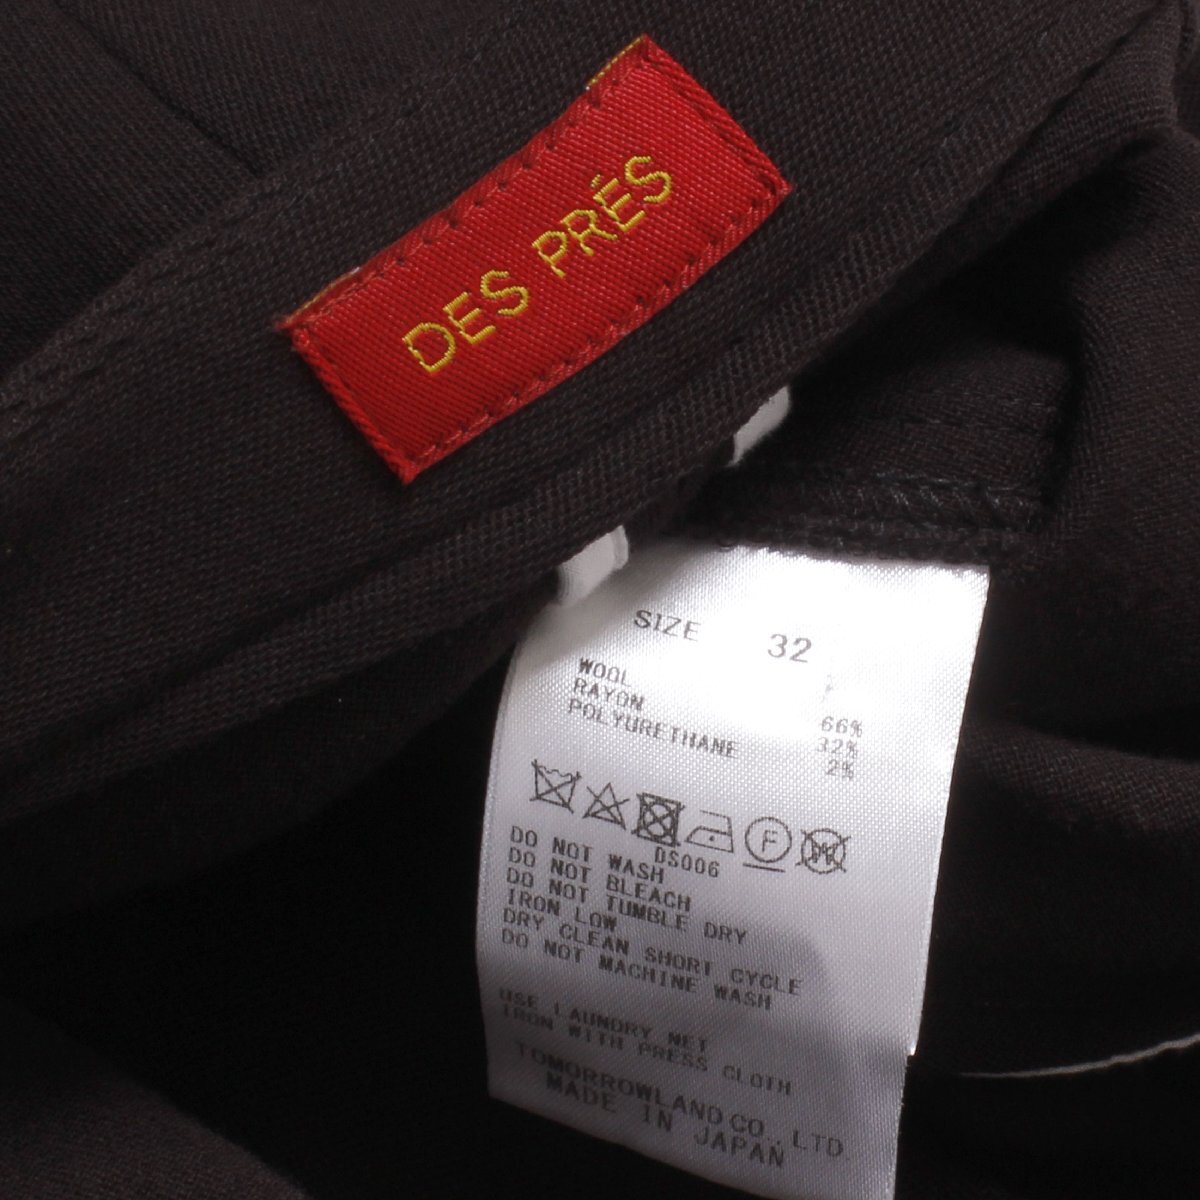 DES PRÉS
SIZE 32
WOOL 66%
RAYON 32%
POLYURETHANE 2%
F W
DS006
DO NOT WASH
DO NOT BLEACH
DO NOT TUMBLE DRY
IRON LOW
DRY CLEAN SHORT CYCLE
DO NOT MACHINE WASH
USE LAUNDRY NET
IRON WITH PRESS CLOTH
TOMORROWLAND CO.,LTD
MADE IN JAPAN